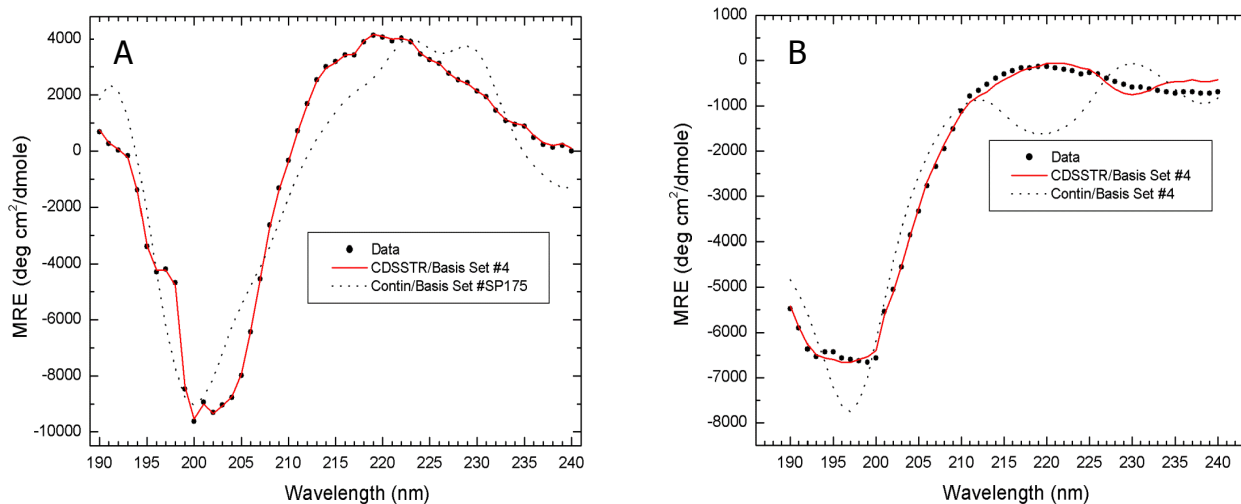 A
MRE (deg cm²/dmole)
4000
2000
0
-2000
-4000
-6000
-8000
-10000
Data
CDSSTR/Basis Set #4
Contin/Basis Set #SP175
190 195 200 205 210 215 220 225 230 235 240
Wavelength (nm)
B
MRE (deg cm²/dmole)
1000
0
-1000
-2000
-3000
-4000
-5000
-6000
-7000
-8000
Data
CDSSTR/Basis Set #4
Contin/Basis Set #4
190 195 200 205 210 215 220 225 230 235 240
Wavelength (nm)